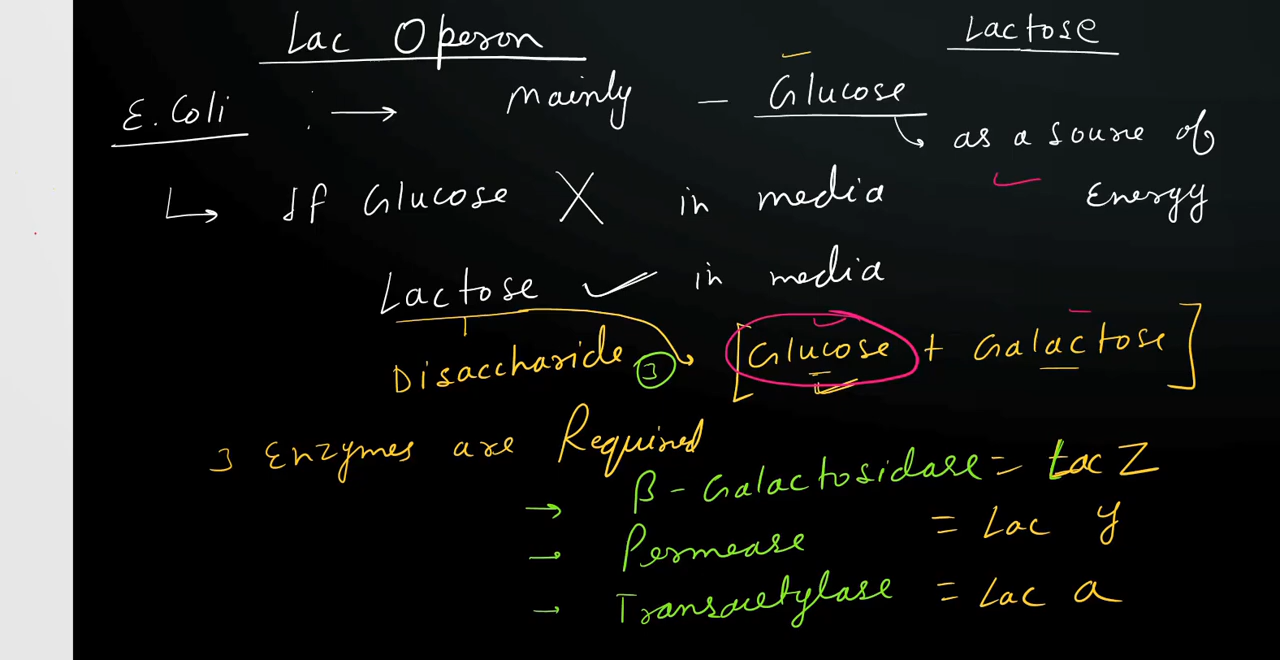 Lac Operon
Lactose
E. Coli : → mainly – Glucose
as a source of
Energy
↳ If Glucose X in media
Lactose ✓ in media
Disaccharide ③ [Glucose + Galactose]
3 Enzymes are Required
→ β-Galactosidase = Lac Z
→ Permease = Lac y
→ Transacetylase = Lac a